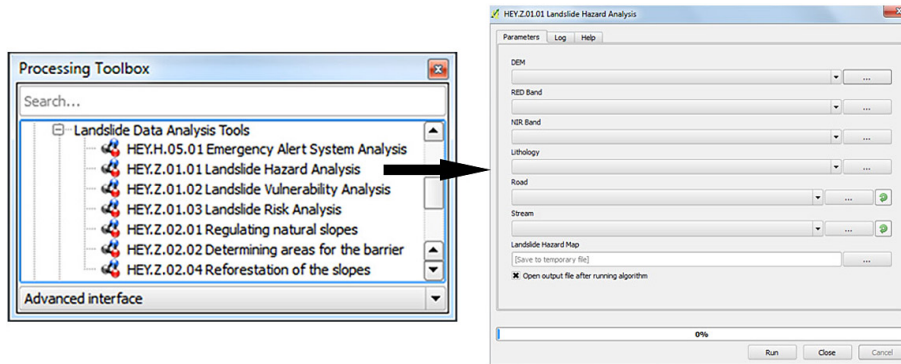 Processing Toolbox
Search...
Landslide Data Analysis Tools
HEY.H.05.01 Emergency Alert System Analysis
HEY.Z.01.01 Landslide Hazard Analysis
HEY.Z.01.02 Landslide Vulnerability Analysis
HEY.Z.01.03 Landslide Risk Analysis
HEY.Z.02.01 Regulating natural slopes
HEY.Z.02.02 Determining areas for the barrier
HEY.Z.02.04 Reforestation of the slopes
Advanced interface
HEY.Z.01.01 Landslide Hazard Analysis
Parameters Log Help
DEM
...
RED Band
...
NIR Band
...
Lithology
...
Road
...
Stream
...
Landslide Hazard Map
[Save to temporary file] ...
Open output file after running algorithm
0%
Run Close Cancel